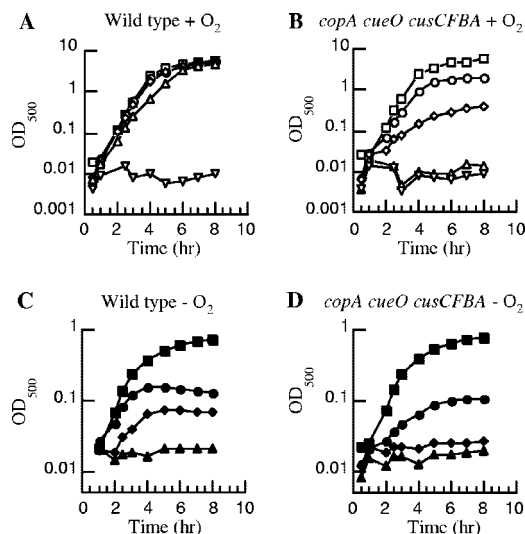 A Wild type + O₂
10
1
0.1
0.01
0.001
OD₅₀₀
0 2 4 6 8 10
Time (hr)
B copA cueO cusCFBA + O₂
10
1
0.1
0.01
0.001
OD₅₀₀
0 2 4 6 8 10
Time (hr)
C Wild type - O₂
1
0.1
0.01
OD₅₀₀
0 2 4 6 8 10
Time (hr)
D copA cueO cusCFBA - O₂
1
0.1
0.01
OD₅₀₀
0 2 4 6 8 10
Time (hr)